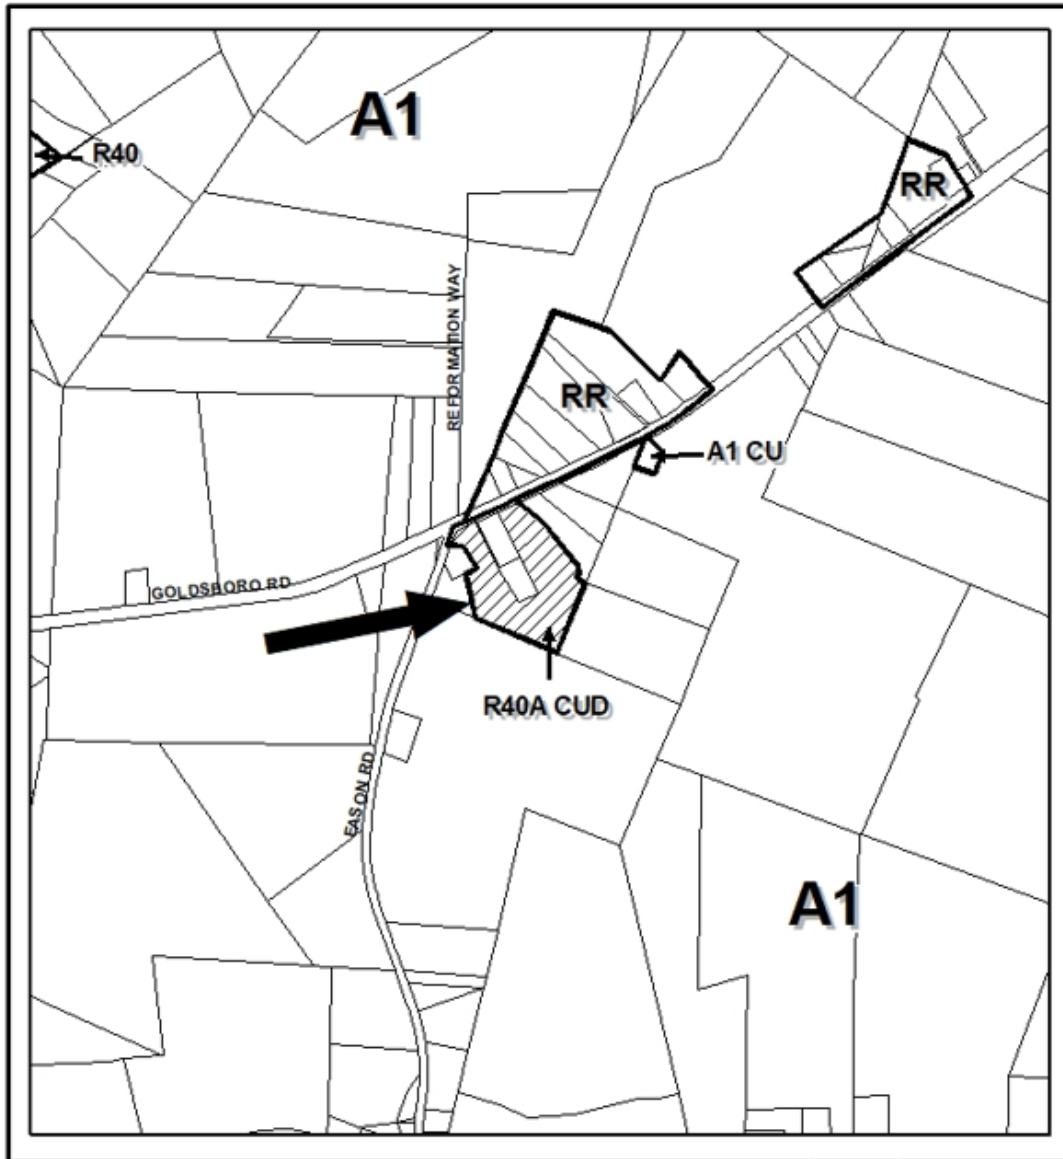 A1
R40
RR
REFORMATION WAY
RR
A1 CU
GOLDSBORO RD
R40A CUD
EASON RD
A1